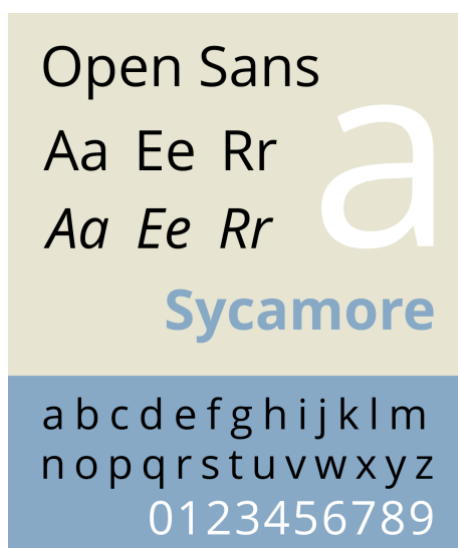 Open Sans
Aa Ee Rr
a
Aa Ee Rr
Sycamore
a b c d e f g h i j k l m
n o p q r s t u v w x y z
0123456789